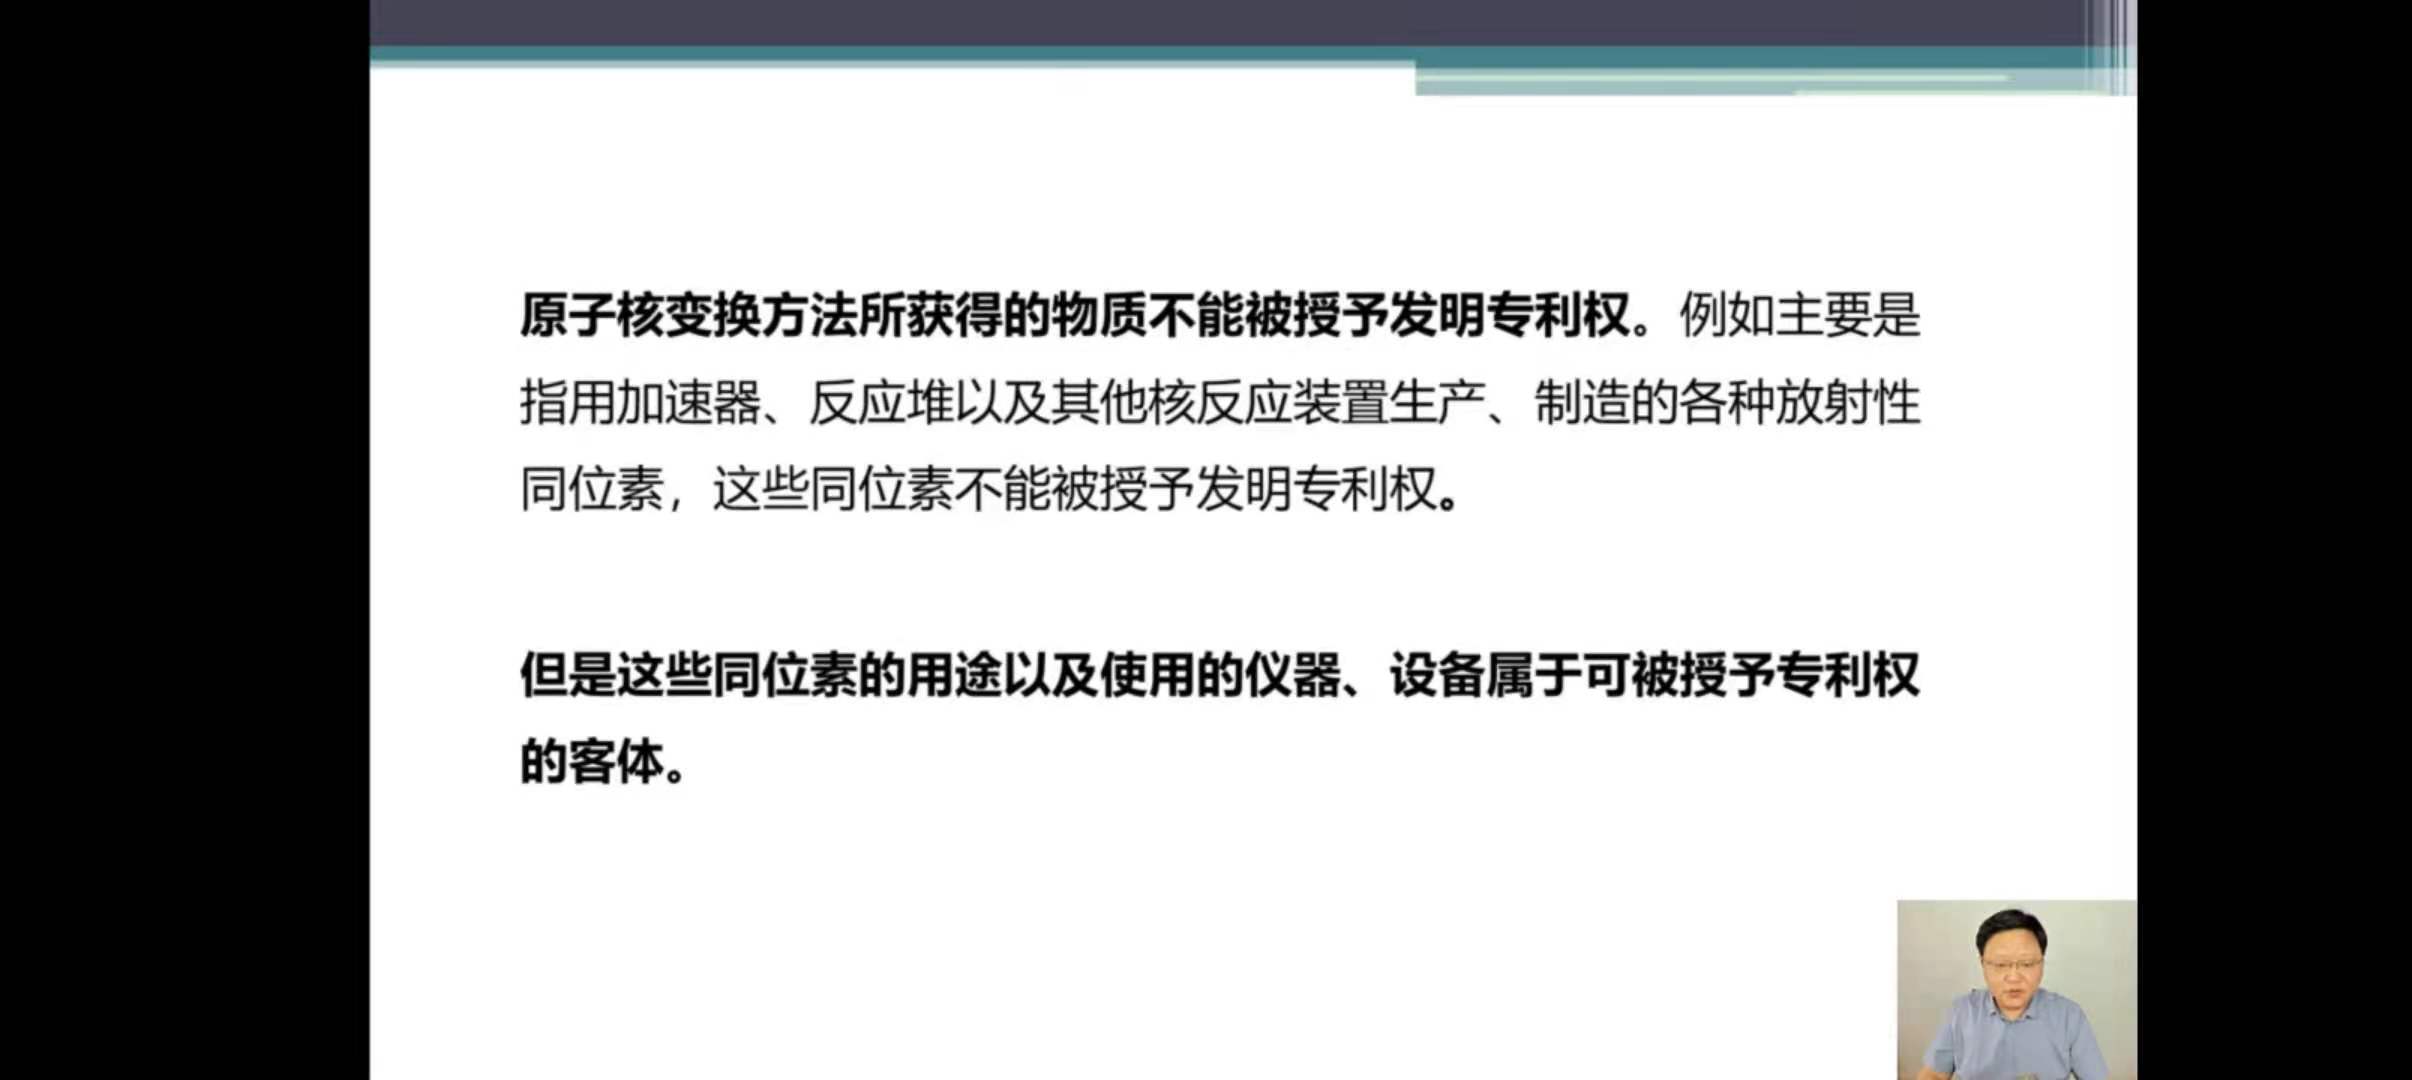 原子核变换方法所获得的物质不能被授予发明专利权。例如主要是
指用加速器、反应堆以及其他核反应装置生产、制造的各种放射性
同位素，这些同位素不能被授予发明专利权。
但是这些同位素的用途以及使用的仪器、设备属于可被授予专利权
的客体。